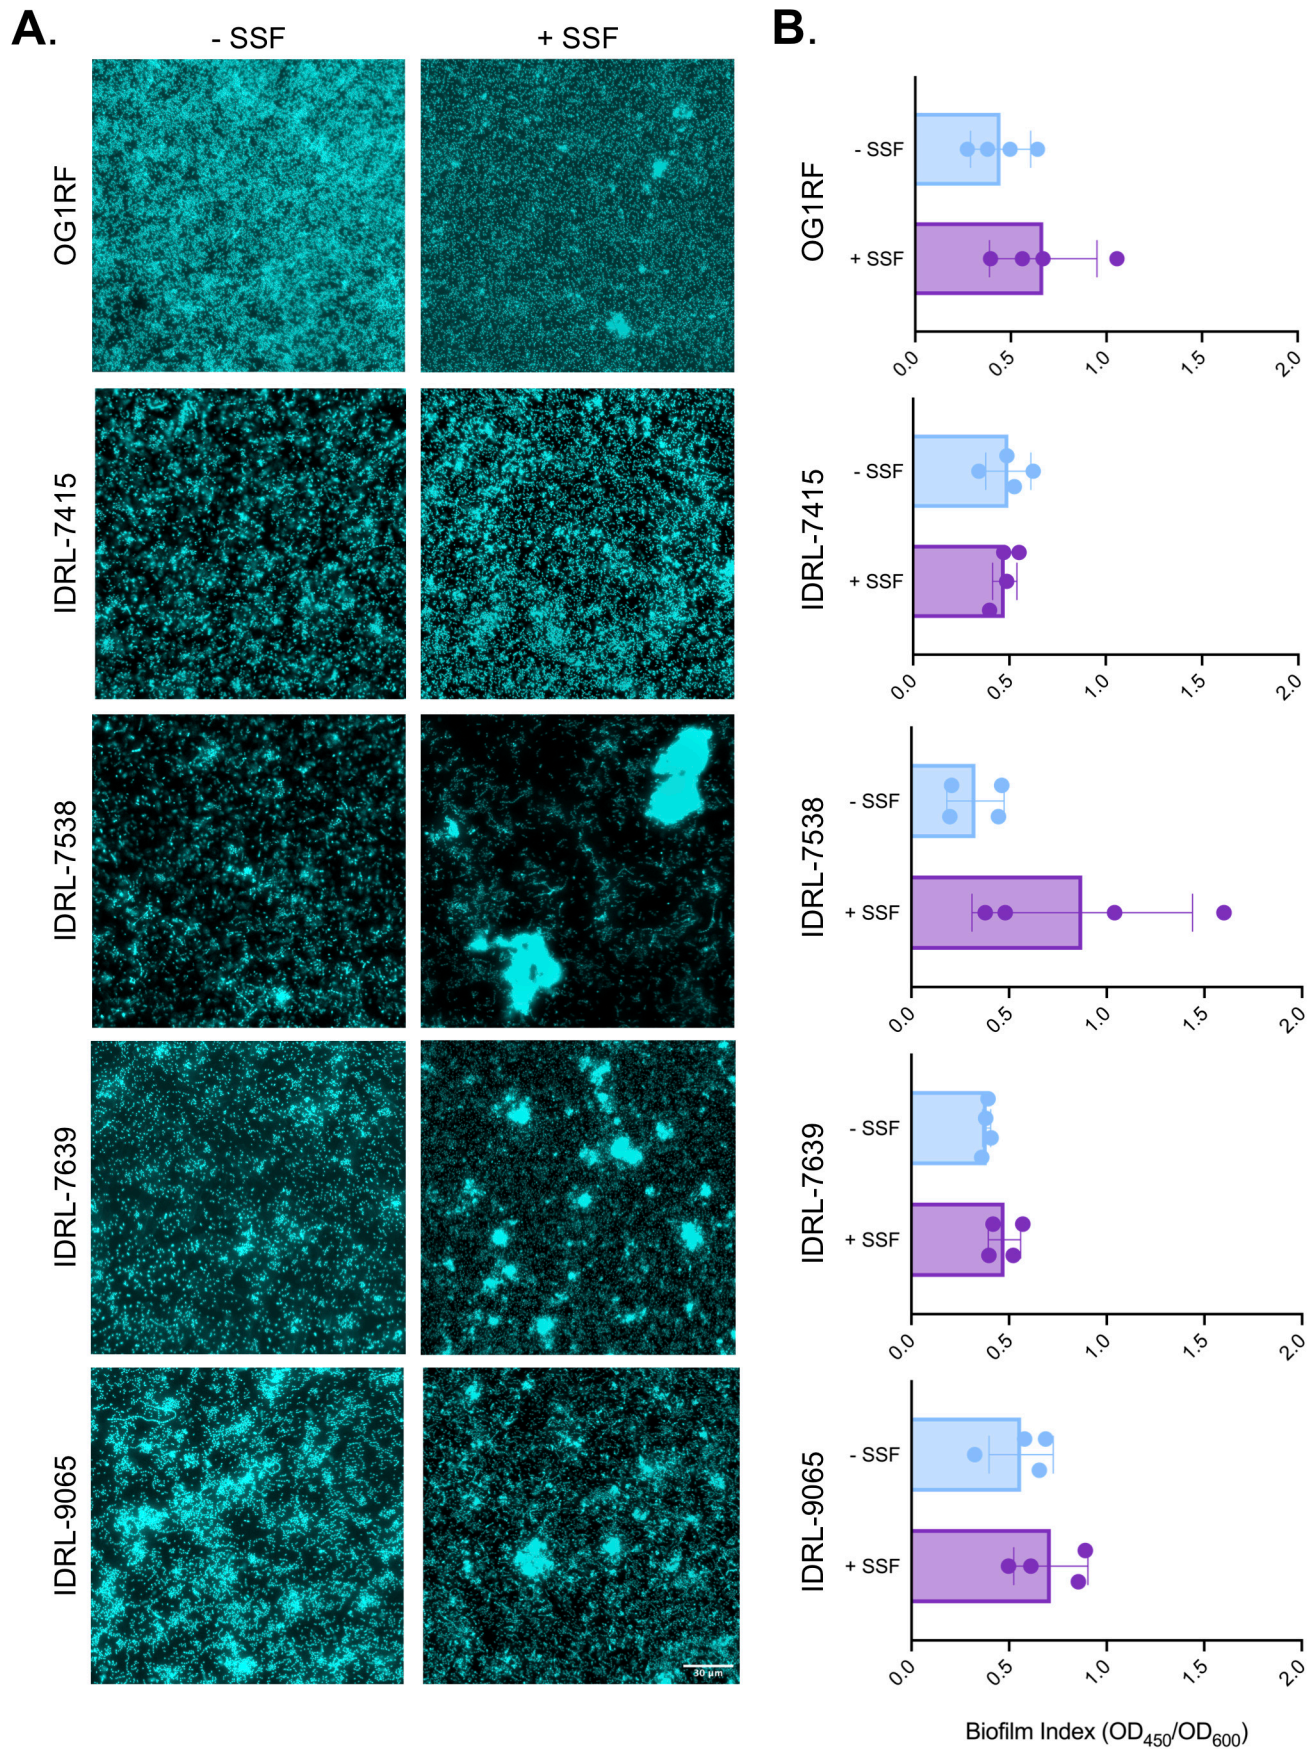 A.
- SSF
+ SSF
OG1RF
IDRL-7415
IDRL-7538
IDRL-7639
IDRL-9065
30 µm
B.
OG1RF
- SSF
+ SSF
0.0
0.5
1.0
1.5
2.0
IDRL-7415
- SSF
+ SSF
0.0
0.5
1.0
1.5
2.0
IDRL-7538
- SSF
+ SSF
0.0
0.5
1.0
1.5
2.0
IDRL-7639
- SSF
+ SSF
0.0
0.5
1.0
1.5
2.0
IDRL-9065
- SSF
+ SSF
0.0
0.5
1.0
1.5
2.0
Biofilm Index (OD450/OD600)